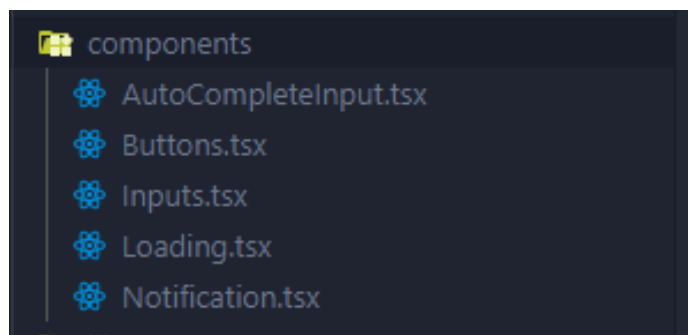 components
AutoCompleteInput.tsx
Buttons.tsx
Inputs.tsx
Loading.tsx
Notification.tsx